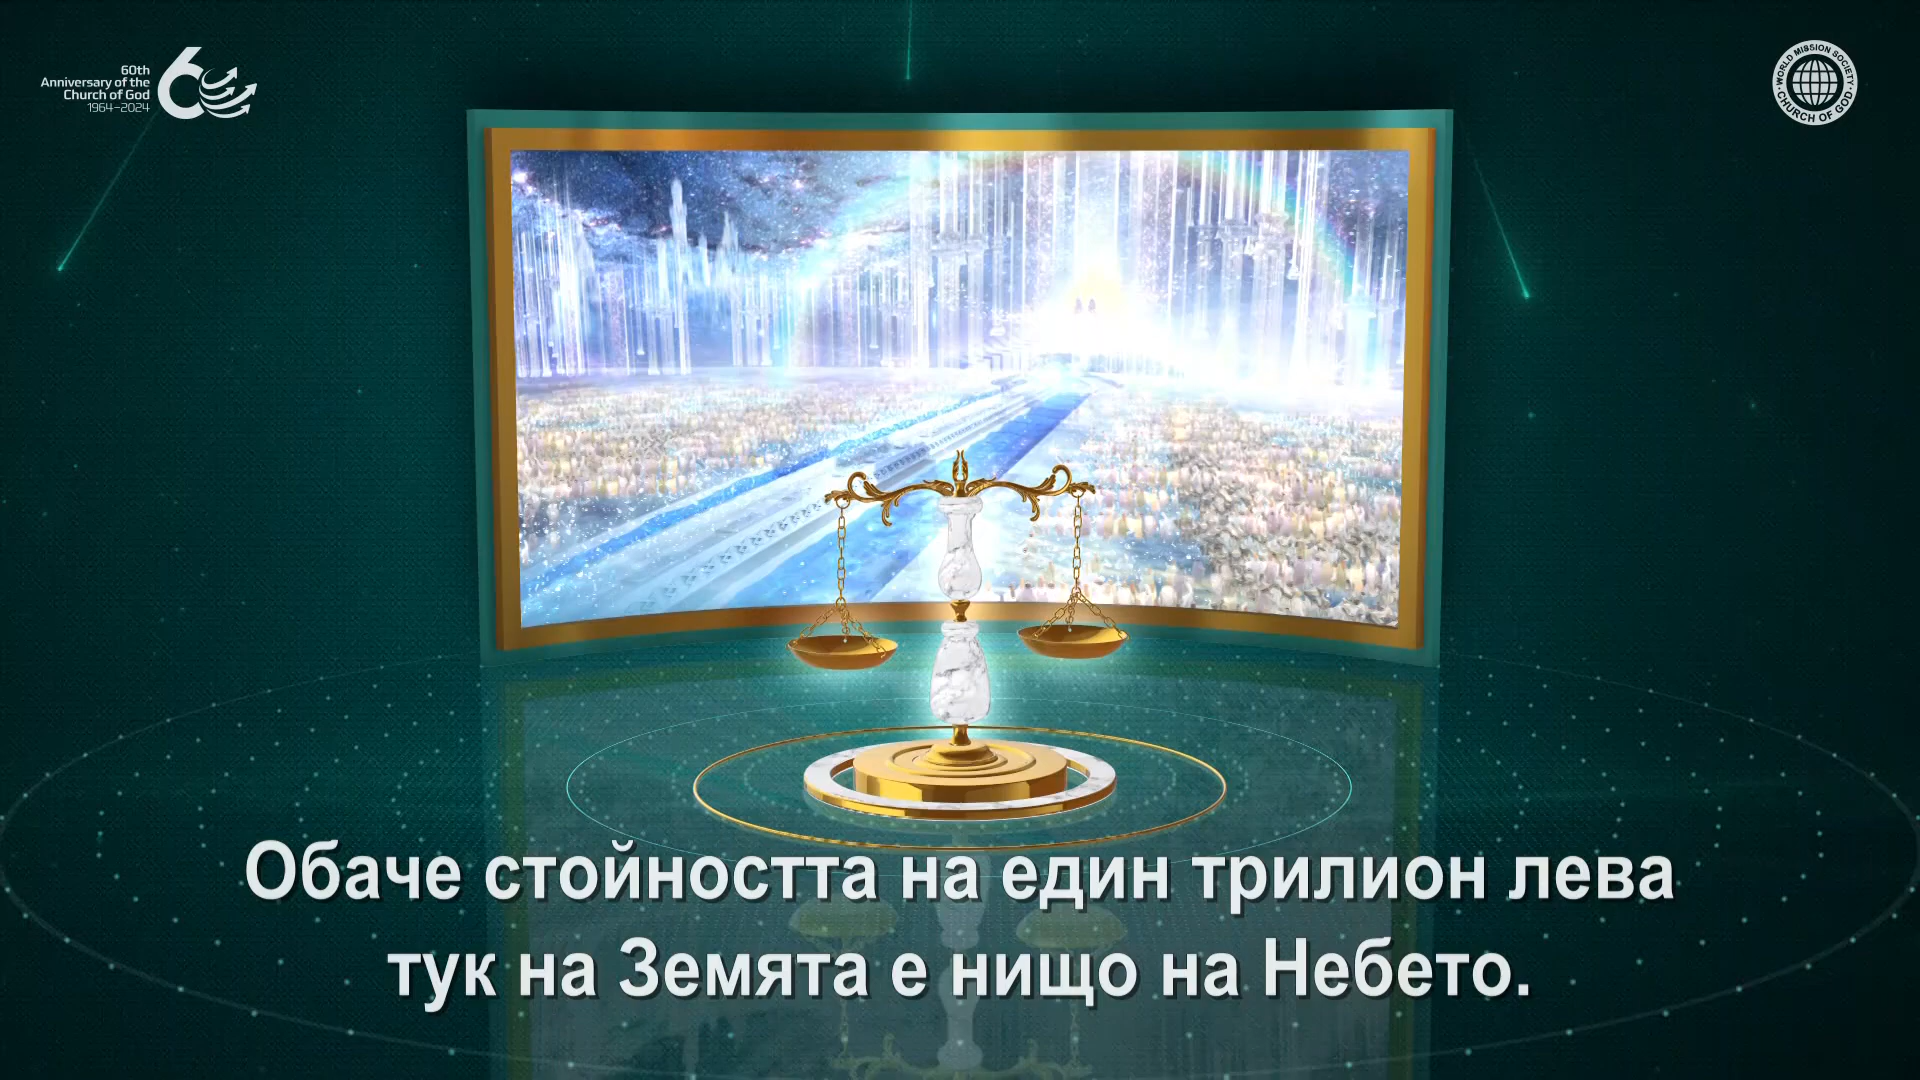 60th
Anniversary of the
Church of God
1964–2024
WORLD MISSION SOCIETY
CHURCH OF GOD
Обаче стойността на един трилион лева
тук на Земята е нищо на Небето.